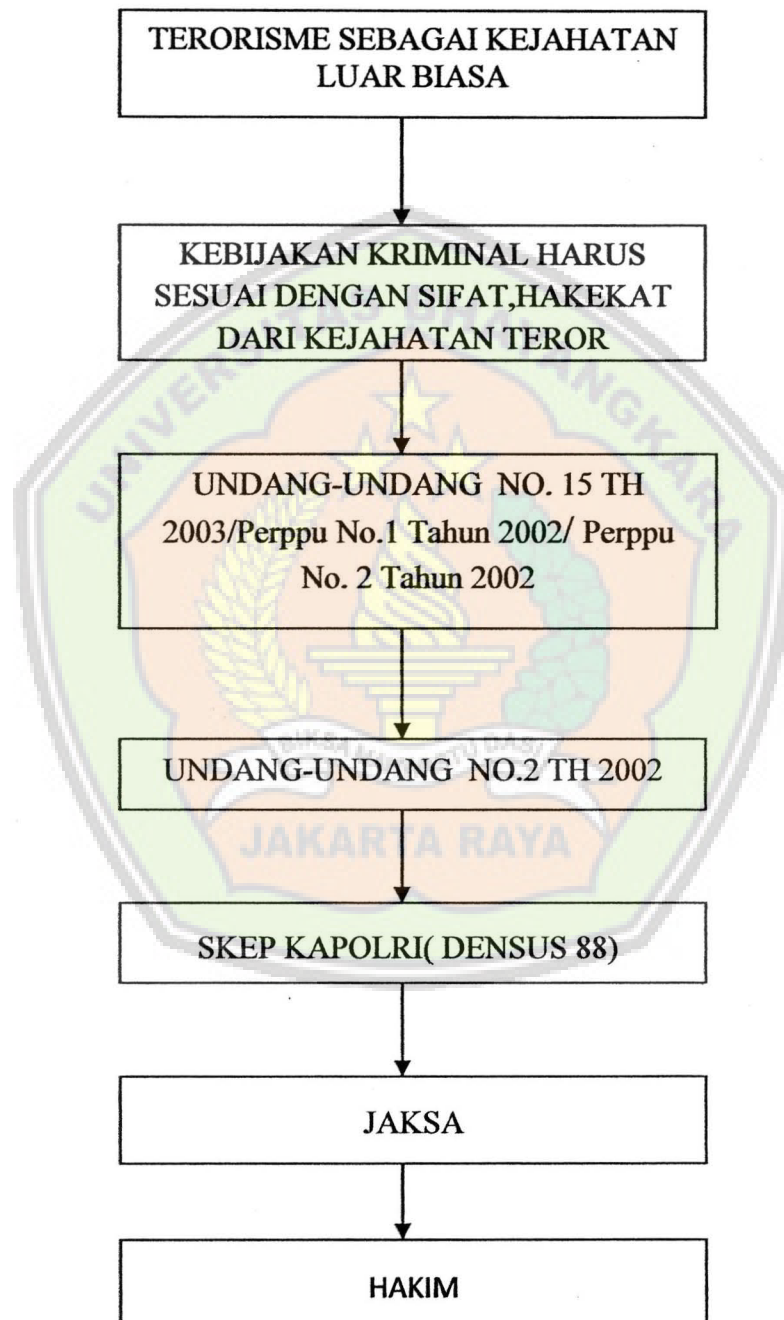 TERORISME SEBAGAI KEJAHATAN
LUAR BIASA
KEBIJAKAN KRIMINAL HARUS
SESUAI DENGAN SIFAT,HAKEKAT
DARI KEJAHATAN TEROR
UNDANG-UNDANG NO. 15 TH
2003/Perppu No.1 Tahun 2002/ Perppu
No. 2 Tahun 2002
UNDANG-UNDANG NO.2 TH 2002
SKEP KAPOLRI( DENSUS 88)
JAKSA
HAKIM
UNIVERSITAS BHAYANGKARA
JAKARTA RAYA